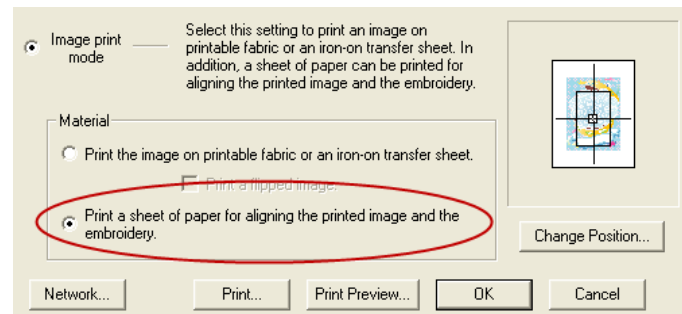 Image print mode
Select this setting to print an image on
printable fabric or an iron-on transfer sheet. In
addition, a sheet of paper can be printed for
aligning the printed image and the embroidery.
Material
Print the image on printable fabric or an iron-on transfer sheet.
Print a flipped image.
Print a sheet of paper for aligning the printed image and the
embroidery.
Change Position...
Network...
Print...
Print Preview...
OK
Cancel